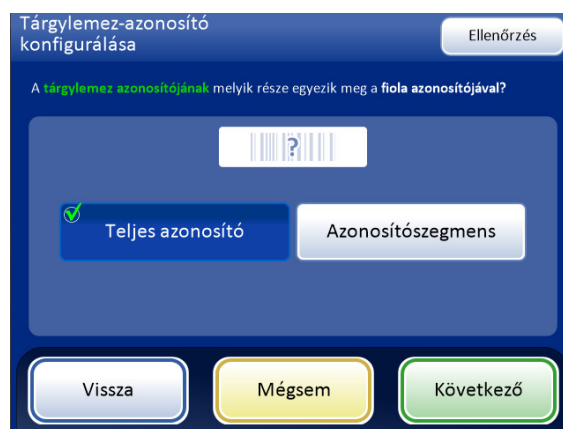 Tárgylemez-azonosító
konfigurálása
Ellenőrzés
A tárgylemez azonosítójának melyik része egyezik meg a fiola azonosítójával?
?
Teljes azonosító
Azonosítószegmens
Vissza
Mégsem
Következő